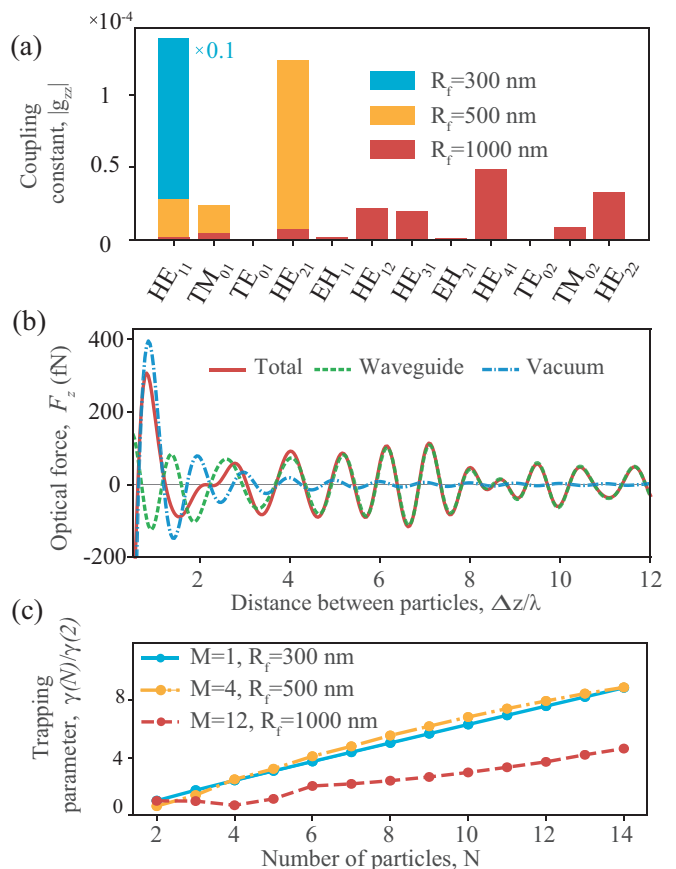 (a)
×10⁻⁴
×0.1
R_f=300 nm
R_f=500 nm
R_f=1000 nm
Coupling
constant, |g_zz|
1
0.5
0
HE₁₁
TM₀₁
TE₀₁
HE₂₁
EH₁₁
HE₁₂
HE₃₁
EH₂₁
HE₄₁
TE₀₂
TM₀₂
HE₂₂
(b)
Optical force, F_z (fN)
400
200
0
-200
Total Waveguide Vacuum
2 4 6 8 10 12
Distance between particles, Δz/λ
(c)
Trapping
parameter, γ(N)/γ(2)
8
4
0
M=1, R_f=300 nm
M=4, R_f=500 nm
M=12, R_f=1000 nm
2 4 6 8 10 12 14
Number of particles, N